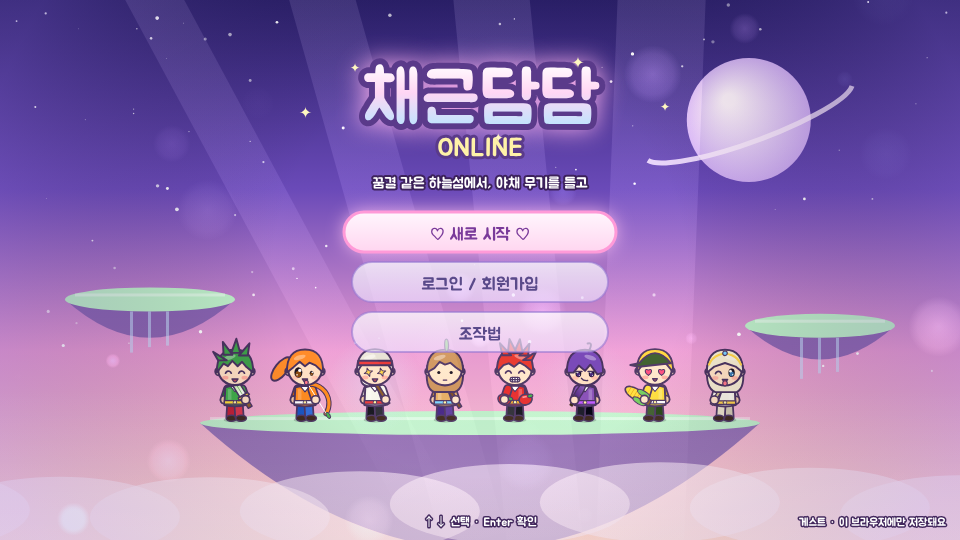 채근담담
ONLINE
꿈결 같은 하늘섬에서, 야채 무기를 들고
♡ 새로 시작 ♡
로그인 / 회원가입
조작법
↑↓ 선택 · Enter 확인
게스트 · 이 브라우저에만 저장돼요